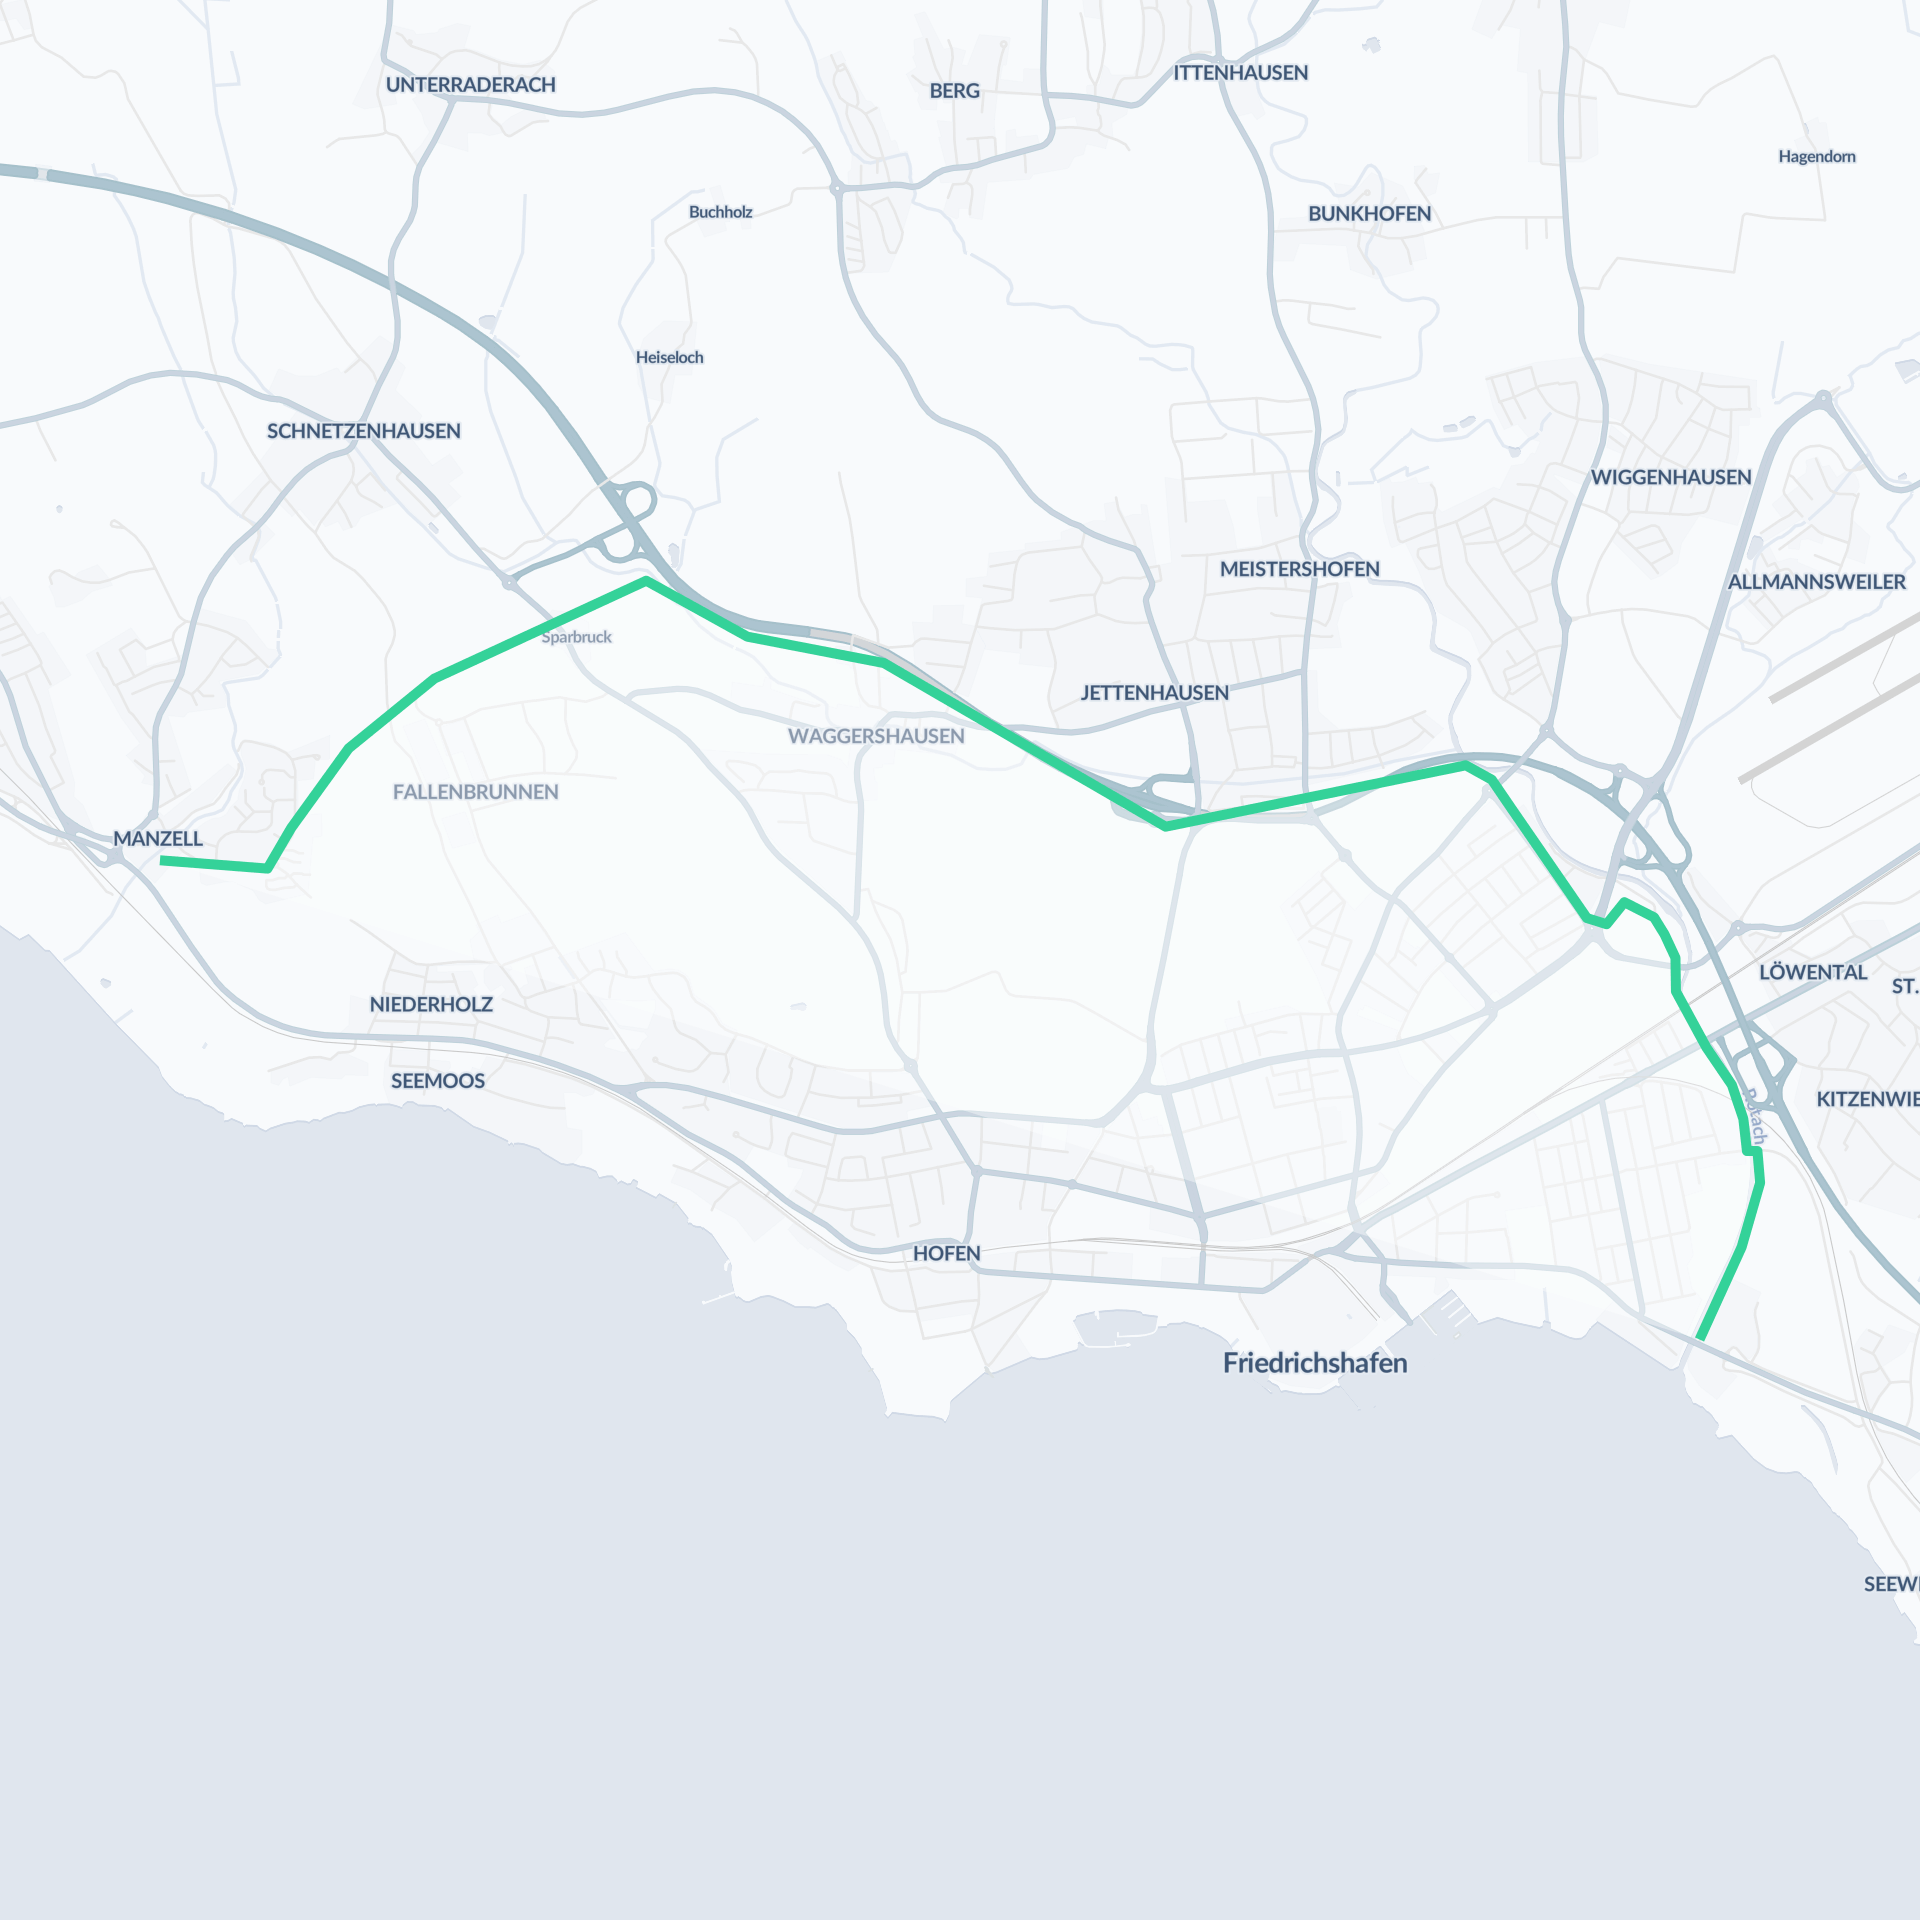 ITTENHAUSEN
UNTERRADERACH
BERG
Hagendorn
Buchholz
BUNKHOFEN
Heiseloch
SCHNETZENHAUSEN
WIGGENHAUSEN
MEISTERSHOFEN
ALLMANNSWEILER
Sparbruck
JETTENHAUSEN
WAGGERSHAUSEN
FALLENBRUNNEN
MANZELL
LÖWENTAL
ST.
NIEDERHOLZ
SEEMOOS
KITZENWIE
Rotach
HOFEN
Friedrichshafen
SEEW